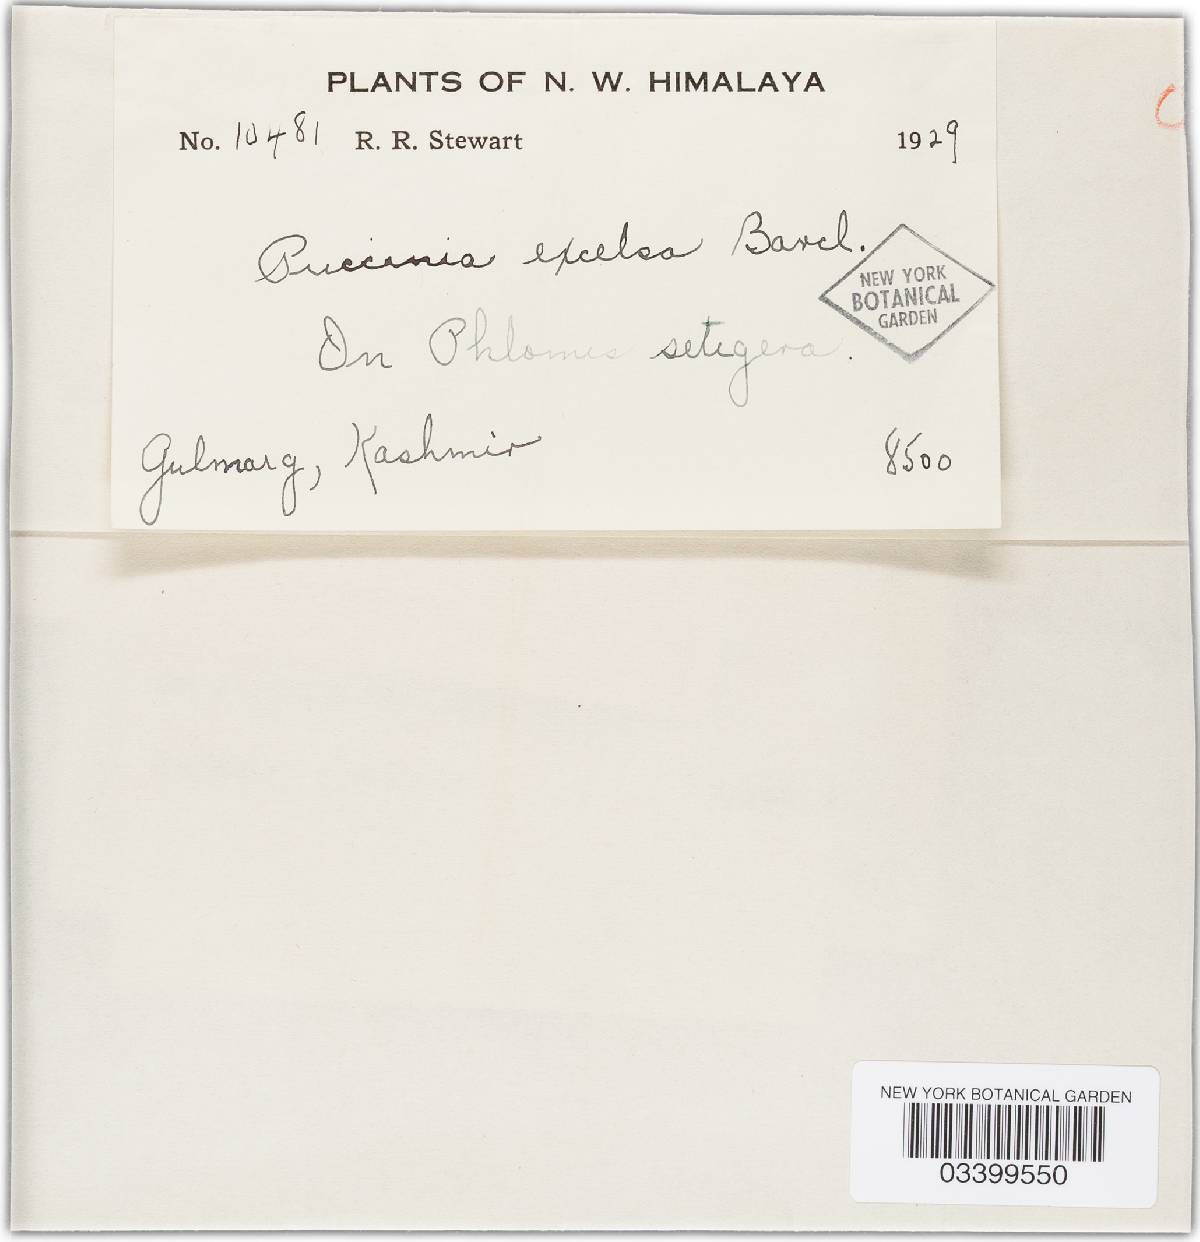 PLANTS OF N. W. HIMALAYA
No. 10481 R. R. Stewart 1929
Puccinia excelsa Barcl.
NEW YORK
BOTANICAL
GARDEN
On Phlomis setigera.
Gulmarg, Kashmir 8500
NEW YORK BOTANICAL GARDEN
03399550